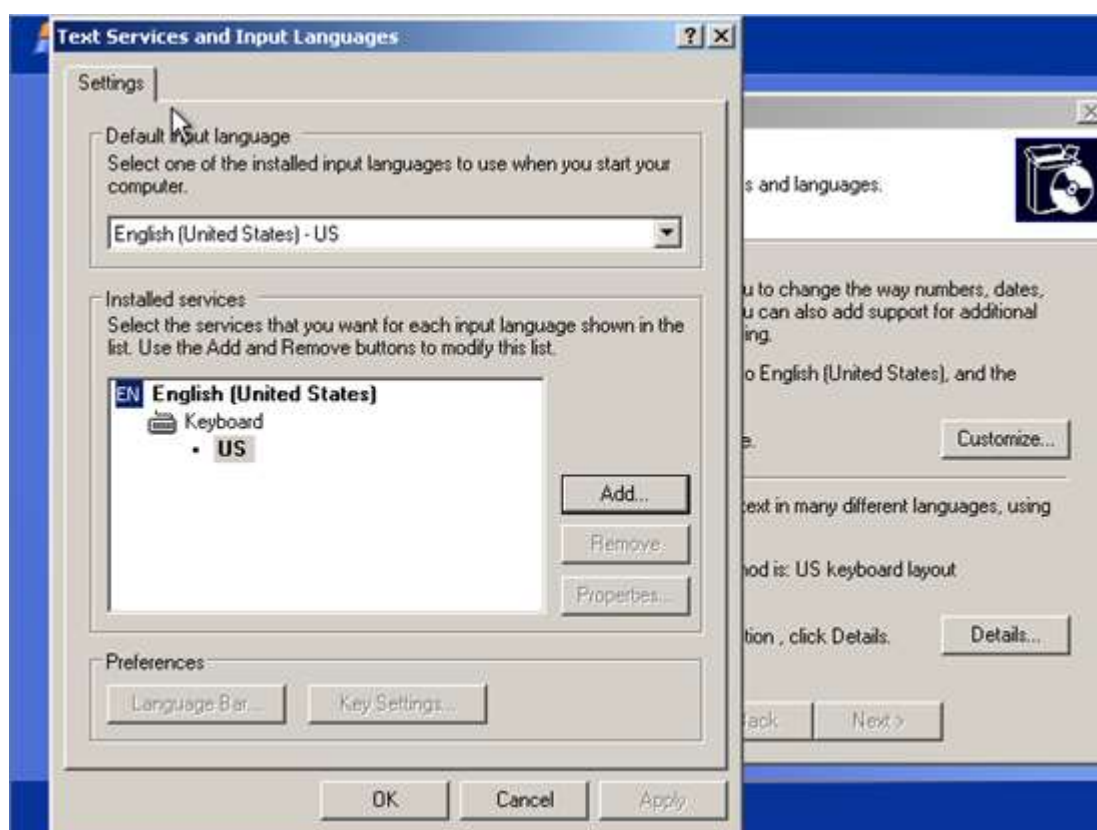 Text Services and Input Languages
Settings
Default input language
Select one of the installed input languages to use when you start your
computer.
English (United States) - US
Installed services
Select the services that you want for each input language shown in the
list. Use the Add and Remove buttons to modify this list.
EN English (United States)
Keyboard
• US
Add...
Remove
Properties...
Preferences
Language Bar...
Key Settings...
OK
Cancel
Apply
s and languages.
u to change the way numbers, dates,
u can also add support for additional
ing.
o English (United States), and the
e.
Customize...
text in many different languages, using
hod is: US keyboard layout
tion , click Details.
Details...
Back
Next >